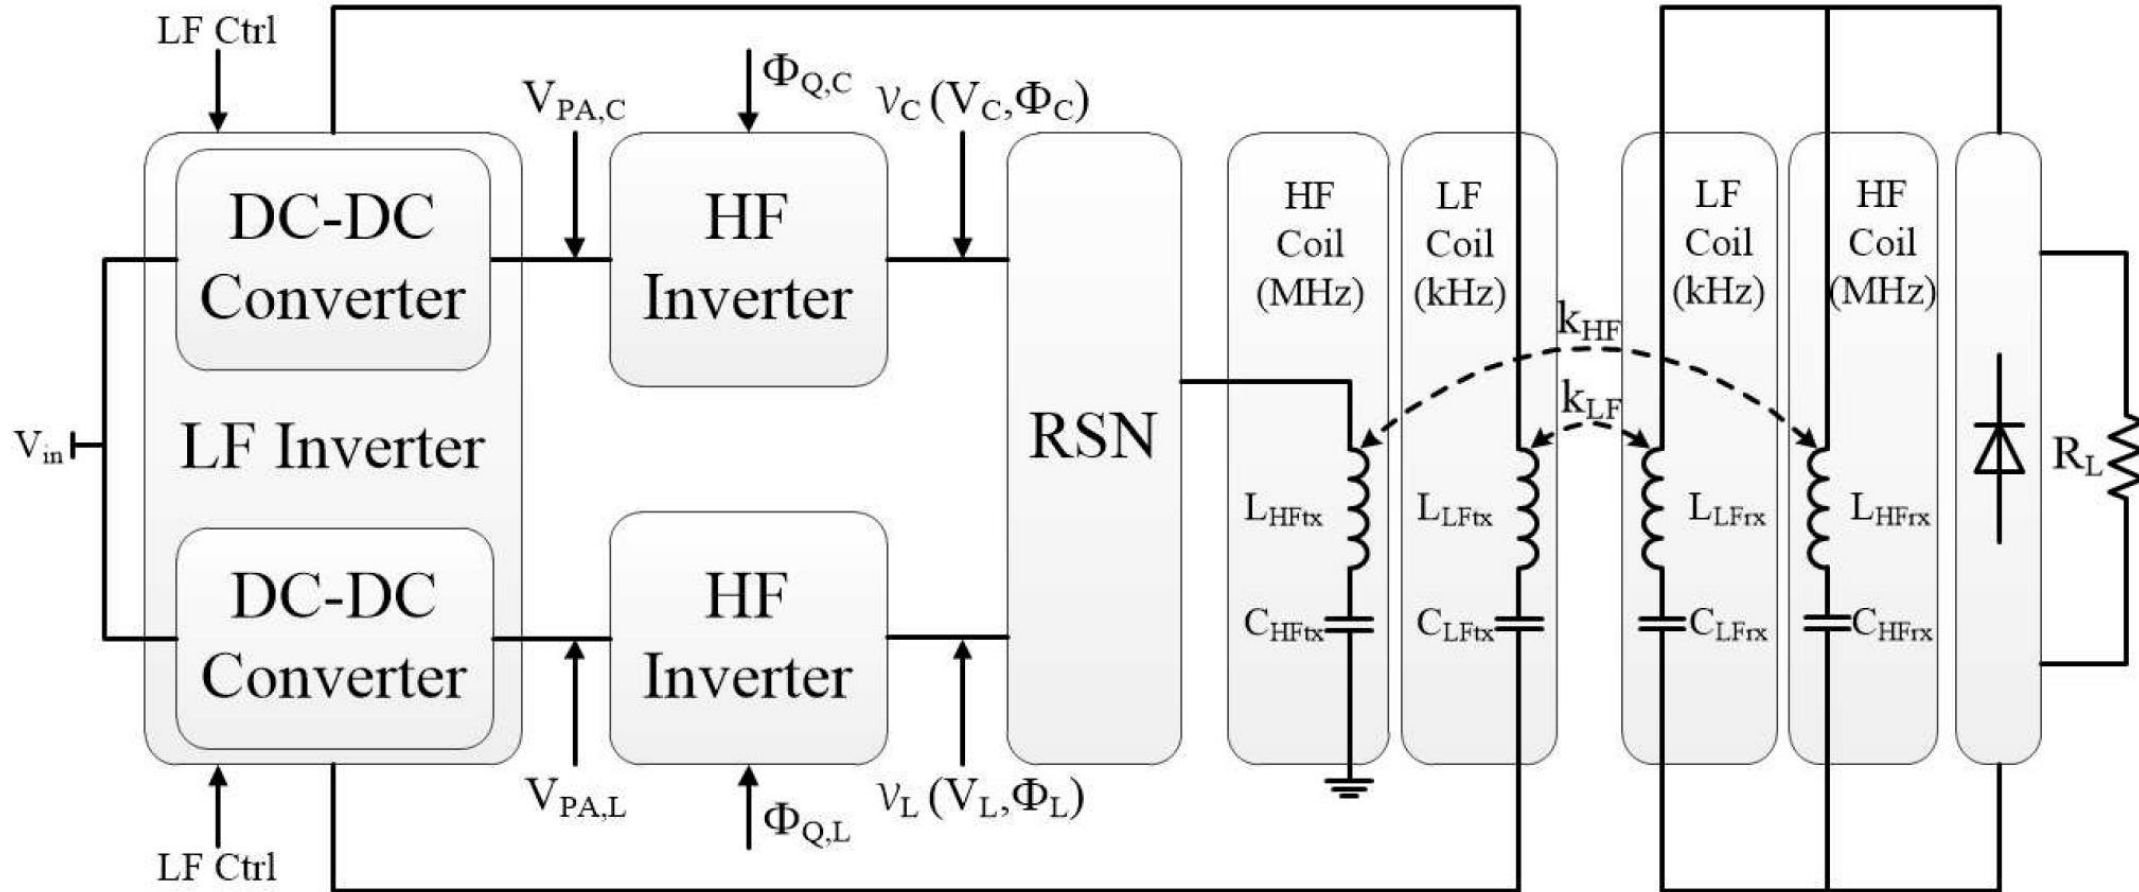 LF Ctrl
V_PA,C
Φ_Q,C
ν_C (V_C,Φ_C)
DC-DC
Converter
HF
Inverter
HF
Coil
(MHz)
LF
Coil
(kHz)
LF
Coil
(kHz)
HF
Coil
(MHz)
k_HF
k_LF
V_in
LF Inverter
RSN
R_L
L_HFtx
L_LFtx
L_LFrx
L_HFrx
DC-DC
Converter
HF
Inverter
C_HFtx
C_LFtx
C_LFrx
C_HFrx
V_PA,L
Φ_Q,L
ν_L (V_L,Φ_L)
LF Ctrl